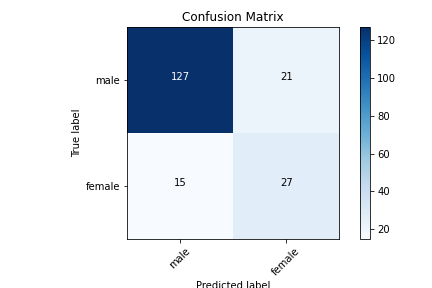 Confusion Matrix
male
127
21
True label
female
15
27
male
female
Predicted label
120
100
80
60
40
20